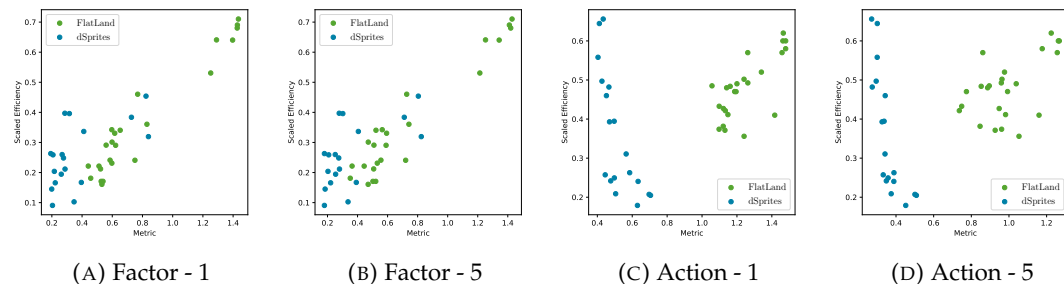 FlatLand
dSprites
Scaled Efficiency
0.7
0.6
0.5
0.4
0.3
0.2
0.1
0.2 0.4 0.6 0.8 1.0 1.2 1.4
Metric
(A) Factor - 1
FlatLand
dSprites
Scaled Efficiency
0.7
0.6
0.5
0.4
0.3
0.2
0.1
0.2 0.4 0.6 0.8 1.0 1.2 1.4
Metric
(B) Factor - 5
Scaled Efficiency
0.6
0.5
0.4
0.3
0.2
FlatLand
dSprites
0.4 0.6 0.8 1.0 1.2 1.4
Metric
(C) Action - 1
Scaled Efficiency
0.6
0.5
0.4
0.3
0.2
FlatLand
dSprites
0.4 0.6 0.8 1.0 1.2
Metric
(D) Action - 5